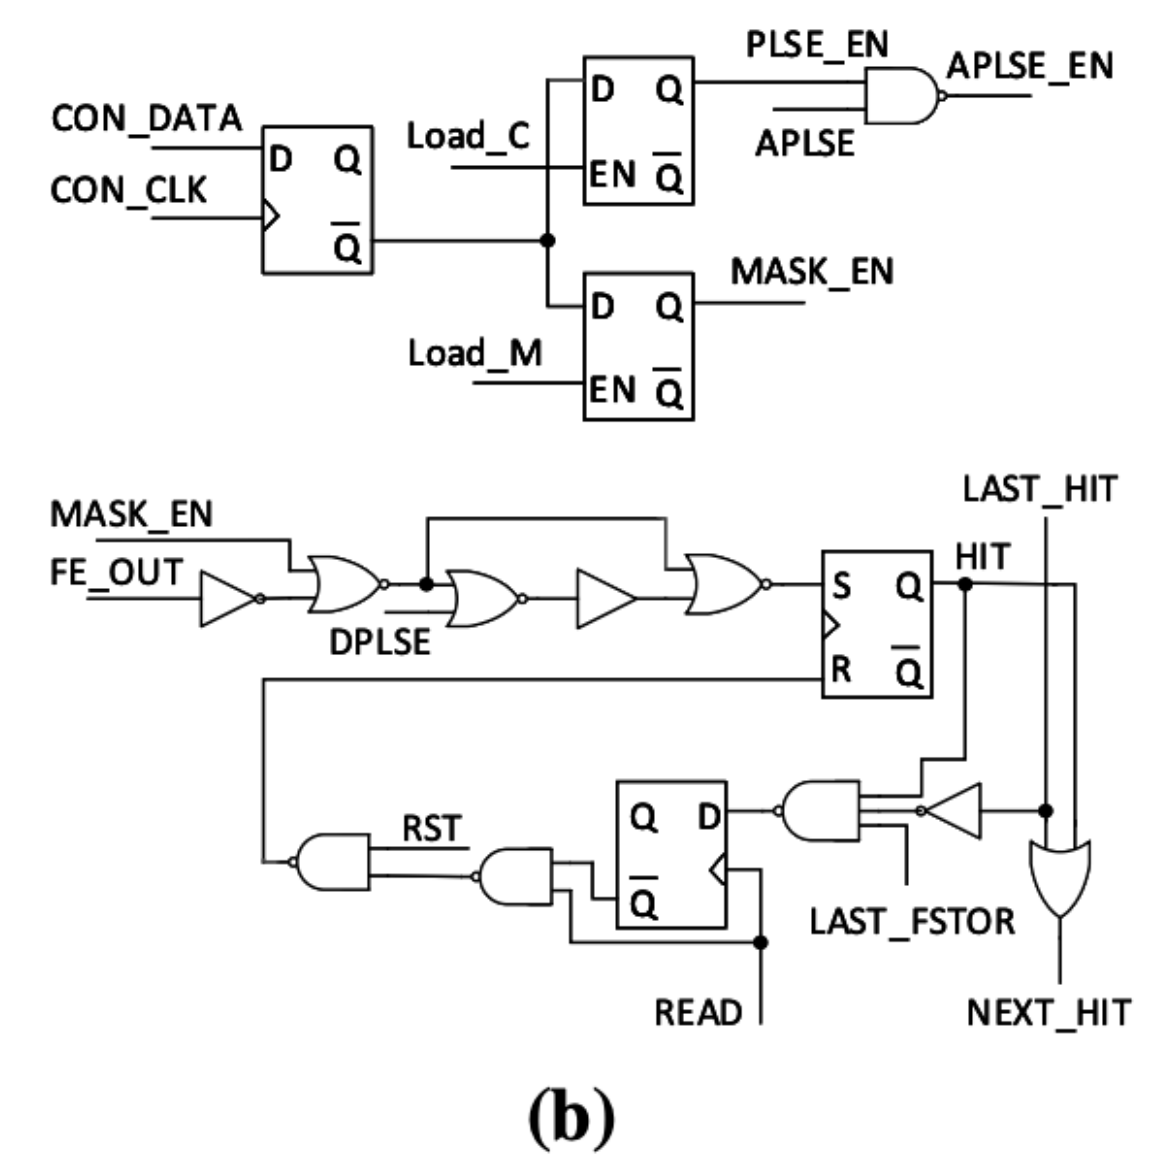 PLSE_EN
APLSE_EN
CON_DATA
D Q
Load_C
APLSE
D Q
CON_CLK
EN Q
Q
MASK_EN
D Q
Load_M
EN Q
LAST_HIT
MASK_EN
HIT
FE_OUT
S Q
DPLSE
R Q
RST
Q D
Q
LAST_FSTOR
READ
NEXT_HIT
(b)